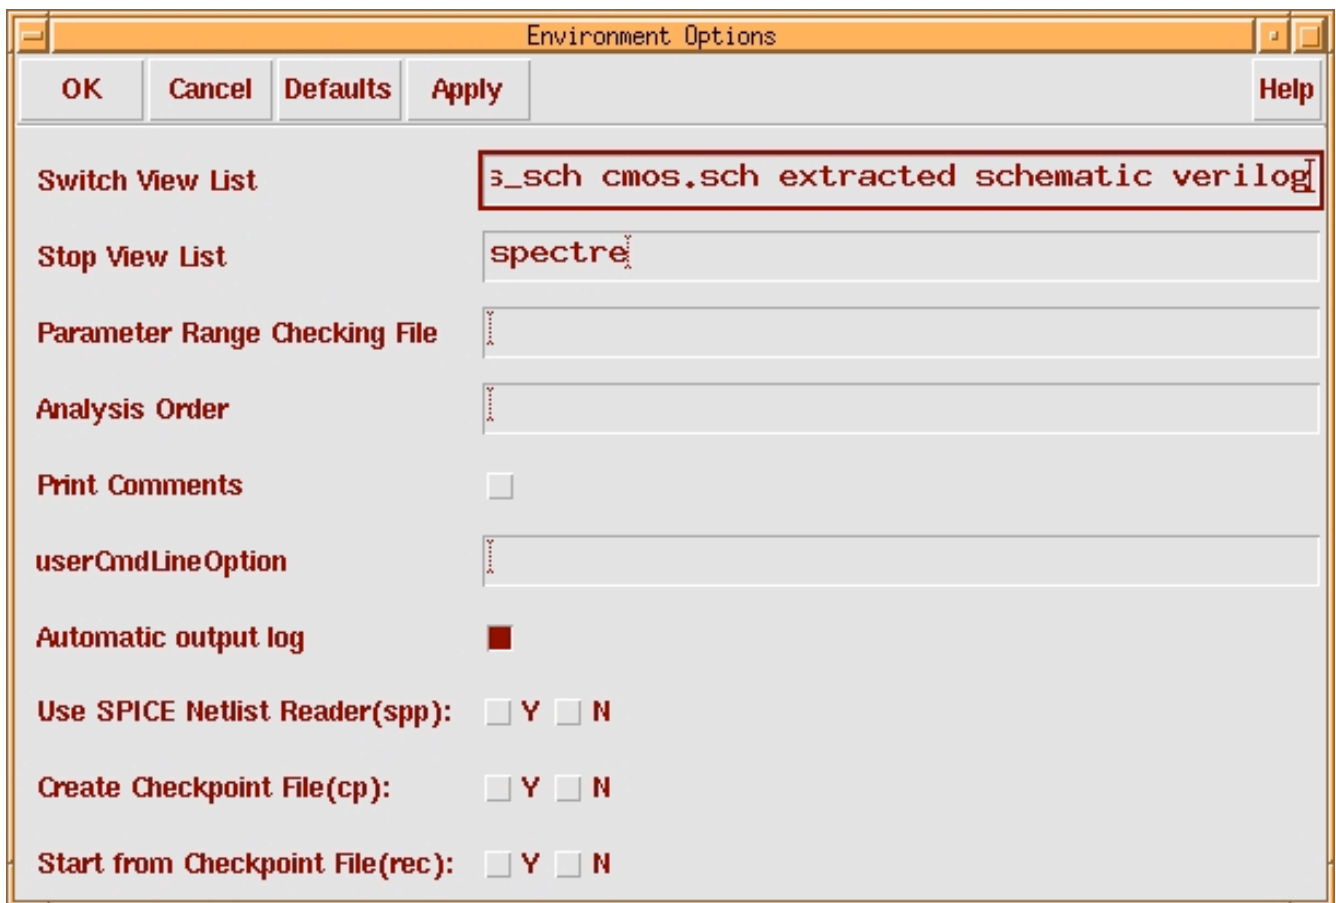 Environment Options
OK Cancel Defaults Apply Help
Switch View List s_sch cmos.sch extracted schematic verilog
Stop View List spectre
Parameter Range Checking File
Analysis Order
Print Comments
userCmdLineOption
Automatic output log
Use SPICE Netlist Reader(spp): Y N
Create Checkpoint File(cp): Y N
Start from Checkpoint File(rec): Y N